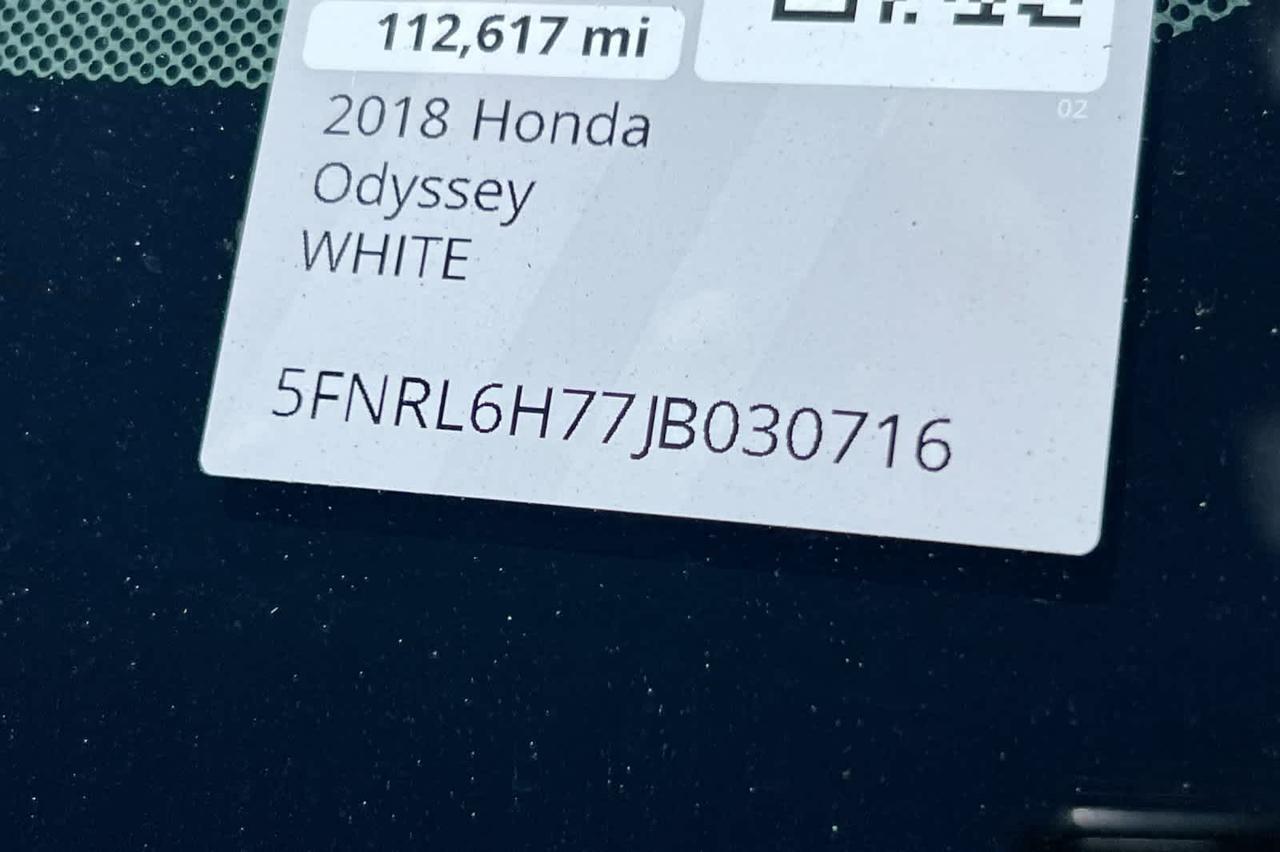 112,617 mi
02
2018 Honda
Odyssey
WHITE
5FNRL6H77JB030716